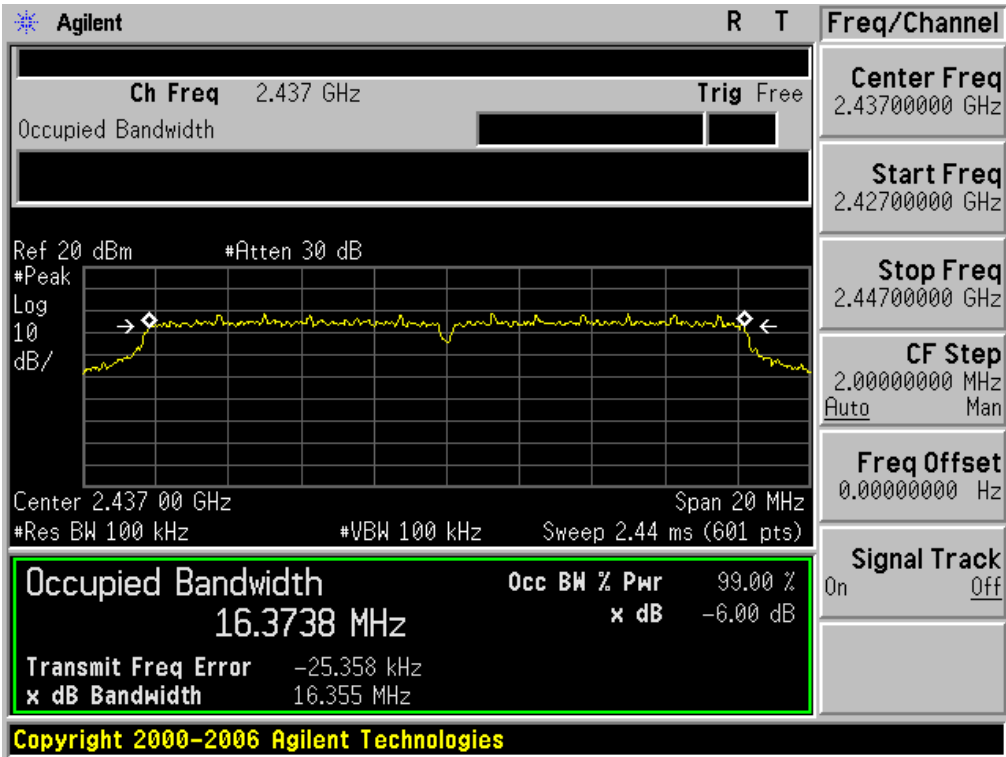 Agilent R T
Ch Freq 2.437 GHz Trig Free
Occupied Bandwidth
Ref 20 dBm #Atten 30 dB
#Peak
Log
10
dB/
Center 2.437 00 GHz Span 20 MHz
#Res BW 100 kHz #VBW 100 kHz Sweep 2.44 ms (601 pts)
Occupied Bandwidth Occ BW % Pwr 99.00 %
16.3738 MHz x dB -6.00 dB
Transmit Freq Error -25.358 kHz
x dB Bandwidth 16.355 MHz
Copyright 2000-2006 Agilent Technologies
Freq/Channel
Center Freq
2.43700000 GHz
Start Freq
2.42700000 GHz
Stop Freq
2.44700000 GHz
CF Step
2.00000000 MHz
Auto Man
Freq Offset
0.00000000 Hz
Signal Track
On Off